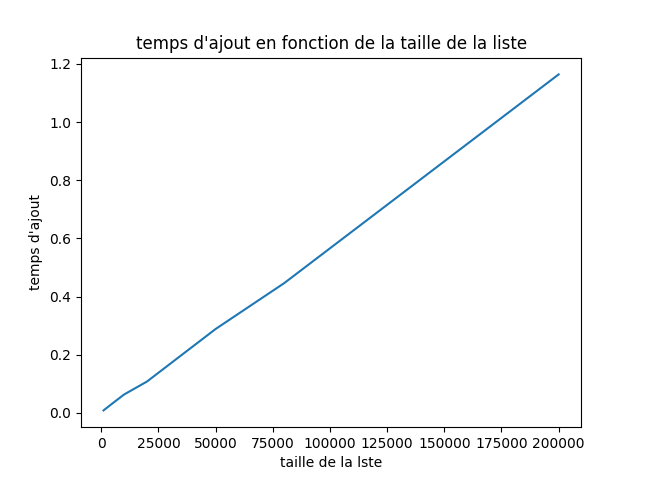 temps d'ajout en fonction de la taille de la liste
1.2
1.0
0.8
0.6
0.4
0.2
0.0
temps d'ajout
0 25000 50000 75000 100000 125000 150000 175000 200000
taille de la lste